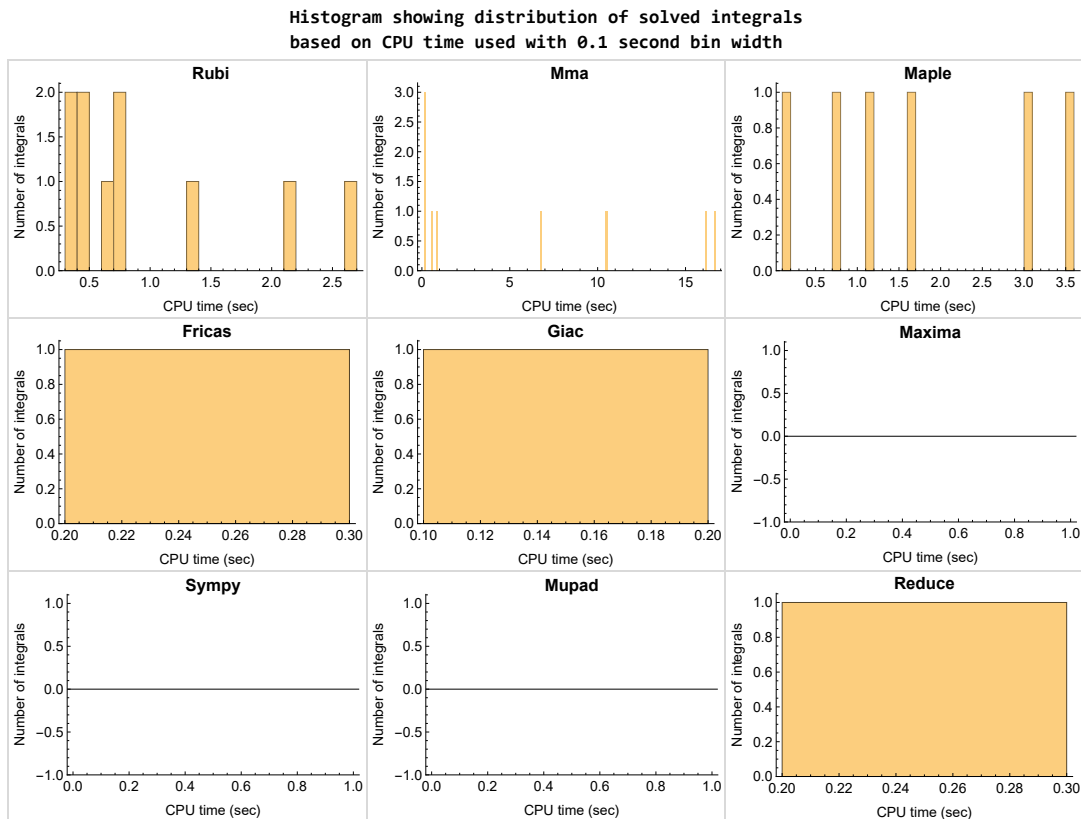 Histogram showing distribution of solved integrals
based on CPU time used with 0.1 second bin width
Rubi
Number of integrals
2.0
1.5
1.0
0.5
0.0
0.5 1.0 1.5 2.0 2.5
CPU time (sec)
Mma
Number of integrals
3.0
2.5
2.0
1.5
1.0
0.5
0.0
0 5 10 15
CPU time (sec)
Maple
Number of integrals
1.0
0.8
0.6
0.4
0.2
0.0
0.5 1.0 1.5 2.0 2.5 3.0 3.5
CPU time (sec)
Fricas
Number of integrals
1.0
0.8
0.6
0.4
0.2
0.0
0.20 0.22 0.24 0.26 0.28 0.30
CPU time (sec)
Giac
Number of integrals
1.0
0.8
0.6
0.4
0.2
0.0
0.10 0.12 0.14 0.16 0.18 0.20
CPU time (sec)
Maxima
Number of integrals
1.0
0.5
0.0
−0.5
−1.0
0.0 0.2 0.4 0.6 0.8 1.0
CPU time (sec)
Sympy
Number of integrals
1.0
0.5
0.0
−0.5
−1.0
0.0 0.2 0.4 0.6 0.8 1.0
CPU time (sec)
Mupad
Number of integrals
1.0
0.5
0.0
−0.5
−1.0
0.0 0.2 0.4 0.6 0.8 1.0
CPU time (sec)
Reduce
Number of integrals
1.0
0.8
0.6
0.4
0.2
0.0
0.20 0.22 0.24 0.26 0.28 0.30
CPU time (sec)